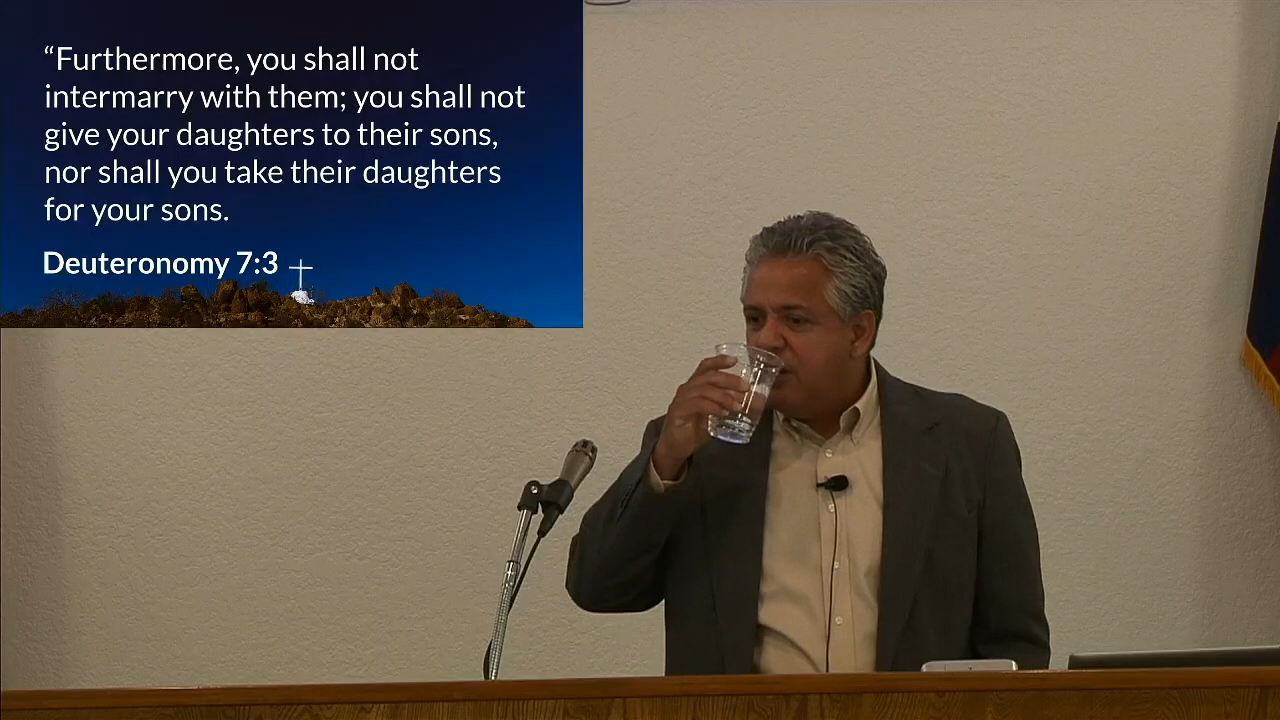 “Furthermore, you shall not
intermarry with them; you shall not
give your daughters to their sons,
nor shall you take their daughters
for your sons.
Deuteronomy 7:3